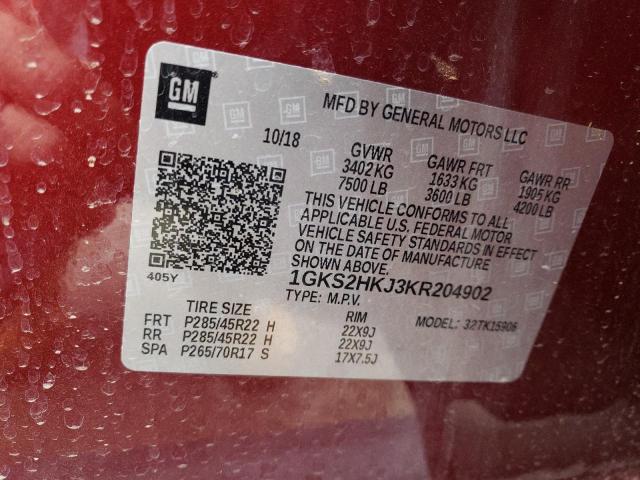 GM
MFD BY GENERAL MOTORS LLC
10/18
GVWR GAWR FRT GAWR RR
3402 KG 1633 KG 1905 KG
7500 LB 3600 LB 4200 LB
THIS VEHICLE CONFORMS TO ALL
APPLICABLE U.S. FEDERAL MOTOR
VEHICLE SAFETY STANDARDS IN EFFECT
ON THE DATE OF MANUFACTURE
SHOWN ABOVE.
405Y
1GKS2HKJ3KR204902
TYPE: M.P.V.
MODEL: 32TK15906
TIRE SIZE RIM
FRT P285/45R22 H 22X9J
RR P285/45R22 H 22X9J
SPA P265/70R17 S 17X7.5J